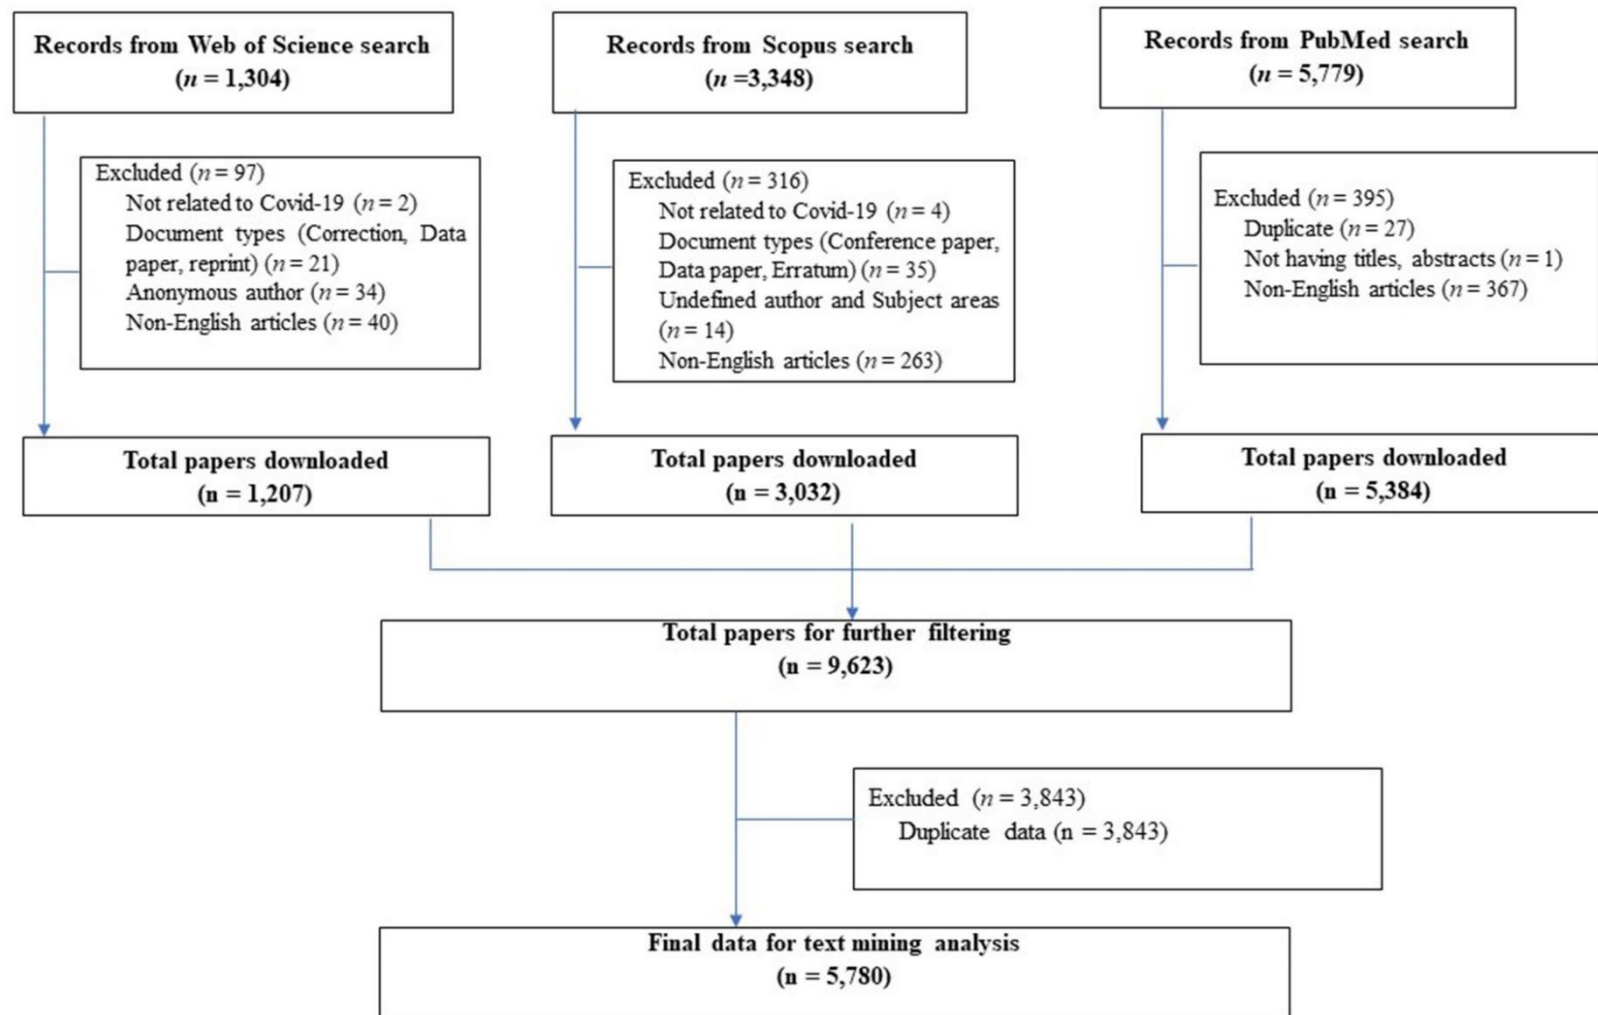 Records from Web of Science search
(n = 1,304)
Records from Scopus search
(n =3,348)
Records from PubMed search
(n = 5,779)
Excluded (n = 97)
Not related to Covid-19 (n = 2)
Document types (Correction, Data
paper, reprint) (n = 21)
Anonymous author (n = 34)
Non-English articles (n = 40)
Excluded (n = 316)
Not related to Covid-19 (n = 4)
Document types (Conference paper,
Data paper, Erratum) (n = 35)
Undefined author and Subject areas
(n = 14)
Non-English articles (n = 263)
Excluded (n = 395)
Duplicate (n = 27)
Not having titles, abstracts (n = 1)
Non-English articles (n = 367)
Total papers downloaded
(n = 1,207)
Total papers downloaded
(n = 3,032)
Total papers downloaded
(n = 5,384)
Total papers for further filtering
(n = 9,623)
Excluded (n = 3,843)
Duplicate data (n = 3,843)
Final data for text mining analysis
(n = 5,780)